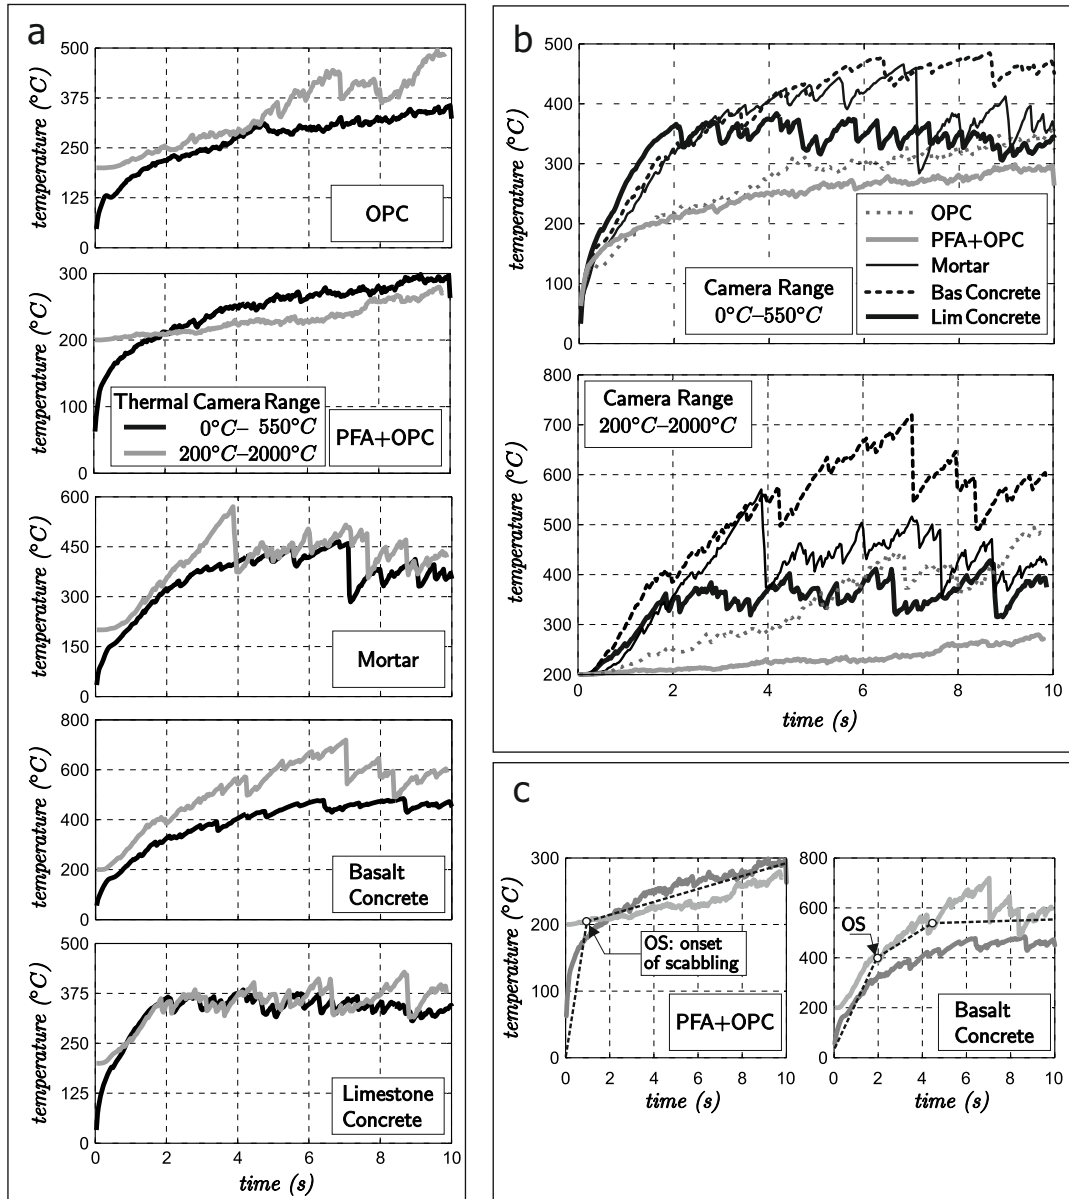 a
500
375
250
125
0
temperature (°C)
OPC
300
200
100
0
temperature (°C)
Thermal Camera Range
0°C– 550°C
200°C–2000°C
PFA+OPC
600
450
300
150
0
temperature (°C)
Mortar
800
600
400
200
0
temperature (°C)
Basalt
Concrete
500
375
250
125
0
temperature (°C)
Limestone
Concrete
0 2 4 6 8 10
time (s)
b
500
400
300
200
100
0
temperature (°C)
OPC
PFA+OPC
Mortar
Bas Concrete
Lim Concrete
Camera Range
0°C–550°C
800
700
600
500
400
300
200
temperature (°C)
Camera Range
200°C–2000°C
0 2 4 6 8 10
time (s)
c
300
200
100
0
temperature (°C)
OS: onset
of scabbling
PFA+OPC
0 2 4 6 8 10
time (s)
800
600
400
200
0
OS
Basalt
Concrete
0 2 4 6 8 10
time (s)